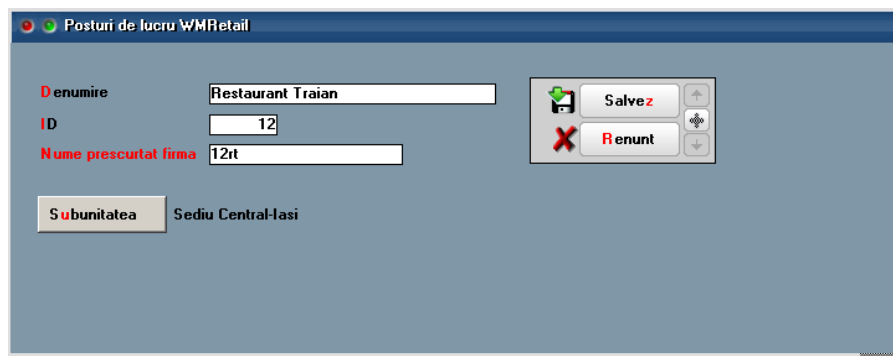 Posturi de lucru WMRetail
Denumire Restaurant Traian
Salvez
ID 12
Renunt
Nume prescurtat firma 12rt
Subunitatea Sediu Central-Iasi